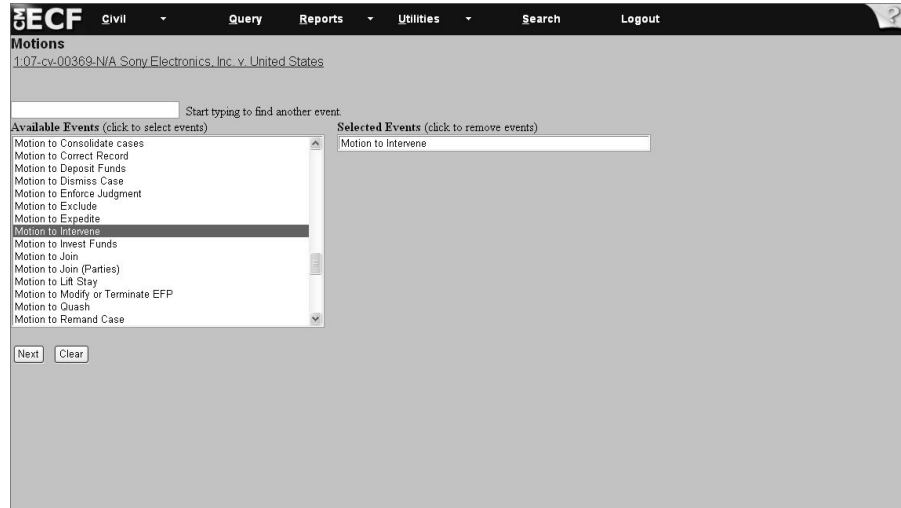 CM ECF Civil Query Reports Utilities Search Logout ?
Motions
1:07-cv-00369-N/A Sony Electronics, Inc. v. United States
Start typing to find another event.
Available Events (click to select events) Selected Events (click to remove events)
Motion to Consolidate cases Motion to Intervene
Motion to Correct Record
Motion to Deposit Funds
Motion to Dismiss Case
Motion to Enforce Judgment
Motion to Exclude
Motion to Expedite
Motion to Intervene
Motion to Invest Funds
Motion to Join
Motion to Join (Parties)
Motion to Lift Stay
Motion to Modify or Terminate EFP
Motion to Quash
Motion to Remand Case
Next Clear